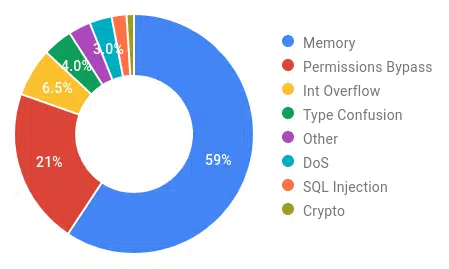 59%
21%
6.5%
4.0%
3.0%
Memory
Permissions Bypass
Int Overflow
Type Confusion
Other
DoS
SQL Injection
Crypto